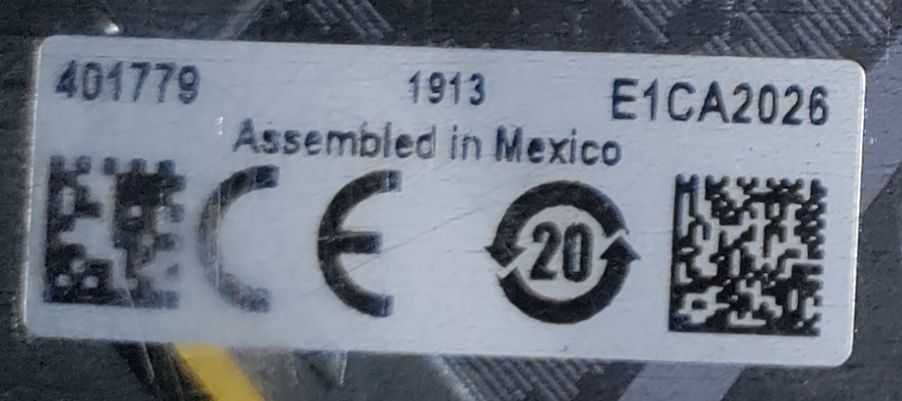 401779 1913 E1CA2026
Assembled in Mexico
CE 20